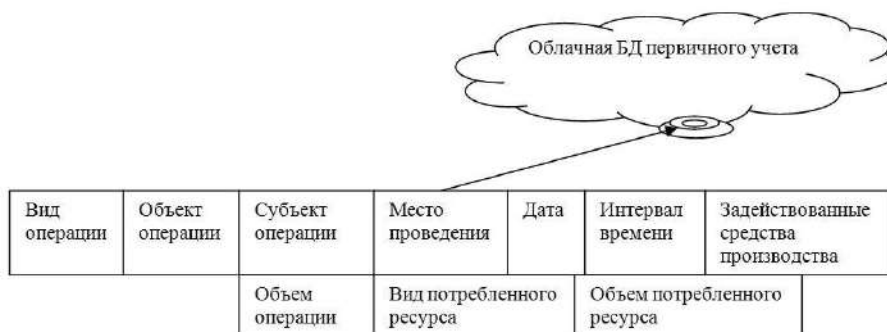 Облачная БД первичного учета
Вид
операции
Объект
операции
Субъект
операции
Место
проведения
Дата
Интервал
времени
Задействованные
средства
производства
Объем
операции
Вид потребленного
ресурса
Объем потребленного
ресурса